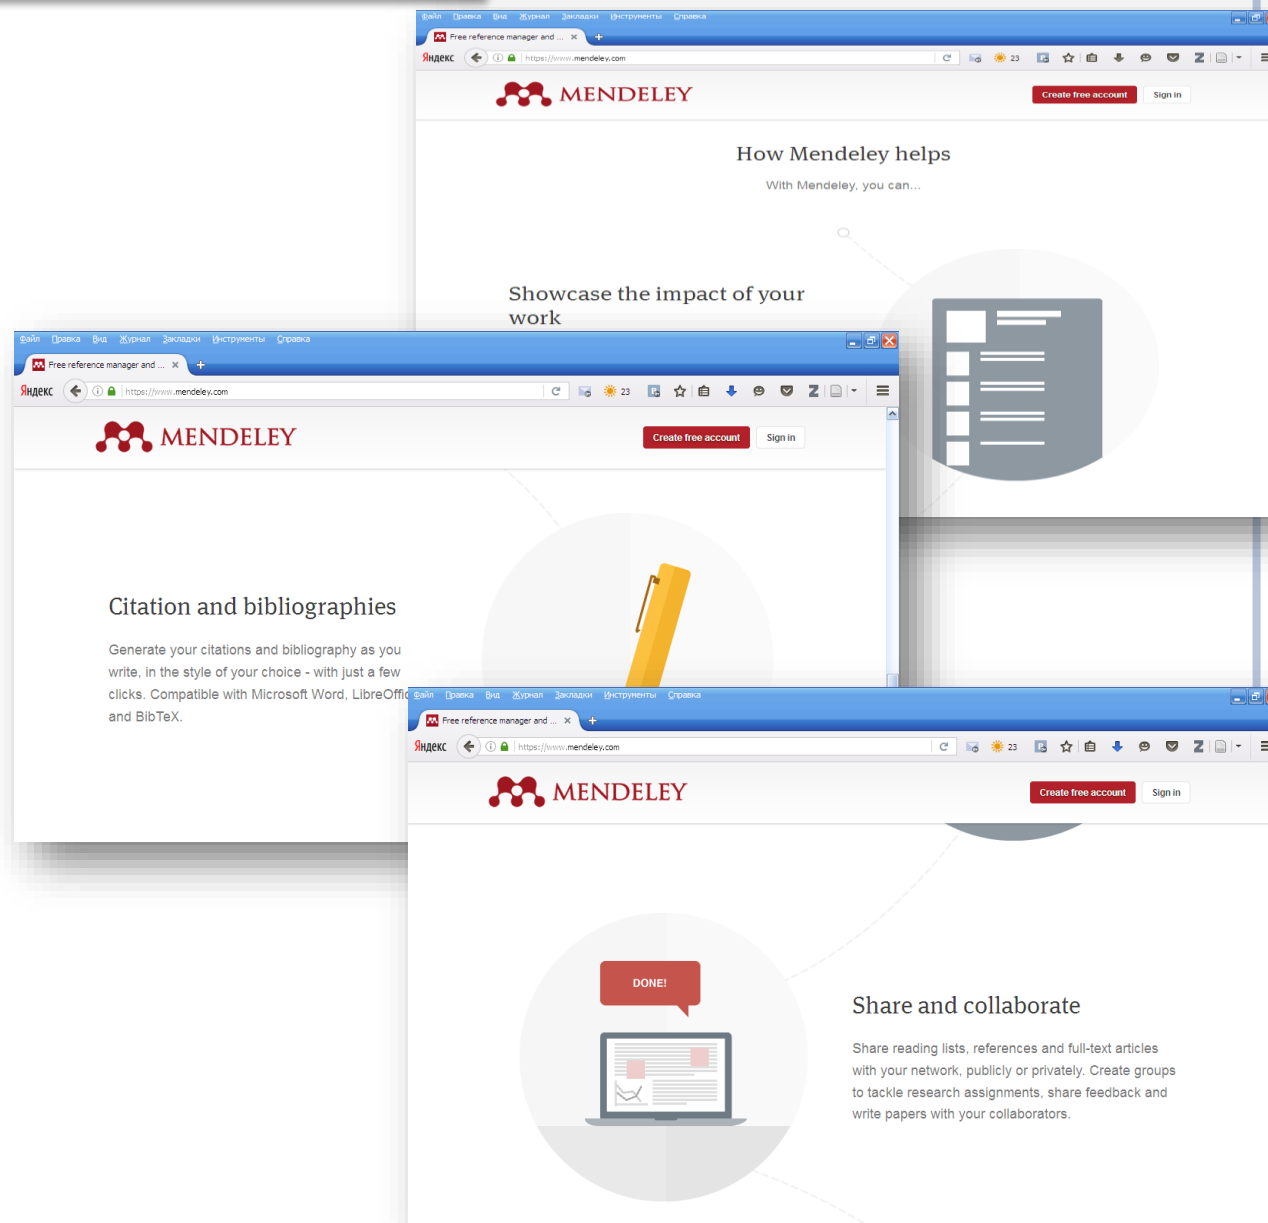 Файл Правка Вид Журнал Закладки Инструменты Справка
Free reference manager and ... × +
Яндекс https://www.mendeley.com 23
MENDELEY Create free account Sign in
How Mendeley helps
With Mendeley, you can...
Showcase the impact of your
work
Файл Правка Вид Журнал Закладки Инструменты Справка
Free reference manager and ... × +
Яндекс https://www.mendeley.com 23
MENDELEY Create free account Sign in
Citation and bibliographies
Generate your citations and bibliography as you
write, in the style of your choice - with just a few
clicks. Compatible with Microsoft Word, LibreOffic
and BibTeX.
Файл Правка Вид Журнал Закладки Инструменты Справка
Free reference manager and ... × +
Яндекс https://www.mendeley.com 23
MENDELEY Create free account Sign in
DONE!
Share and collaborate
Share reading lists, references and full-text articles
with your network, publicly or privately. Create groups
to tackle research assignments, share feedback and
write papers with your collaborators.